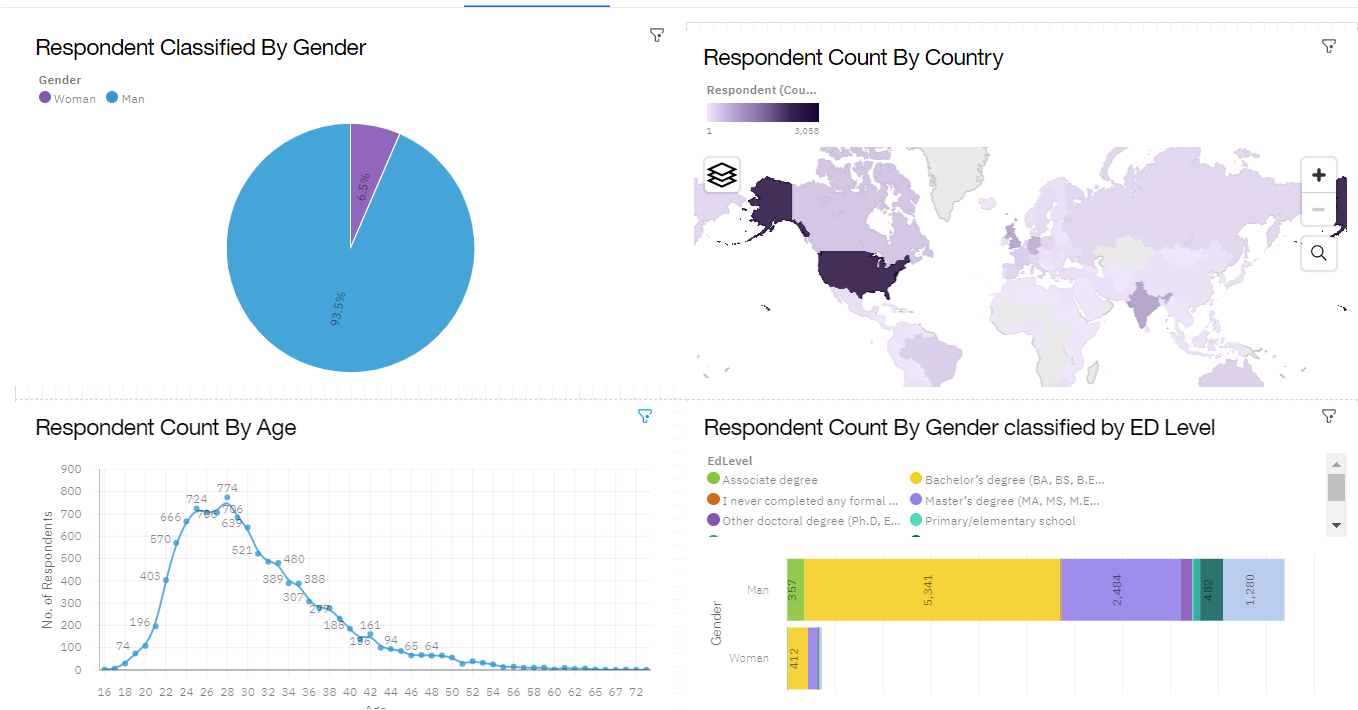 Respondent Classified By Gender
Gender
Woman Man
6.5%
93.5%
Respondent Count By Country
Respondent (Cou...
1 3,058
Respondent Count By Age
No. of Respondents
900
800
700
600
500
400
300
200
100
0
74
196
403
570
666
724
774
706
639
521
480
389
388
307
297
185
161
94
65
64
16 18 20 22 24 26 28 30 32 34 36 38 40 42 44 46 48 50 52 54 56 58 60 62 65 67 72
Age
Respondent Count By Gender classified by ED Level
EdLevel
Associate degree Bachelor's degree (BA, BS, B.E...
I never completed any formal ... Master's degree (MA, MS, M.E...
Other doctoral degree (Ph.D, E... Primary/elementary school
Gender
Man
357 5,341 2,484 482 1,280
Woman
412